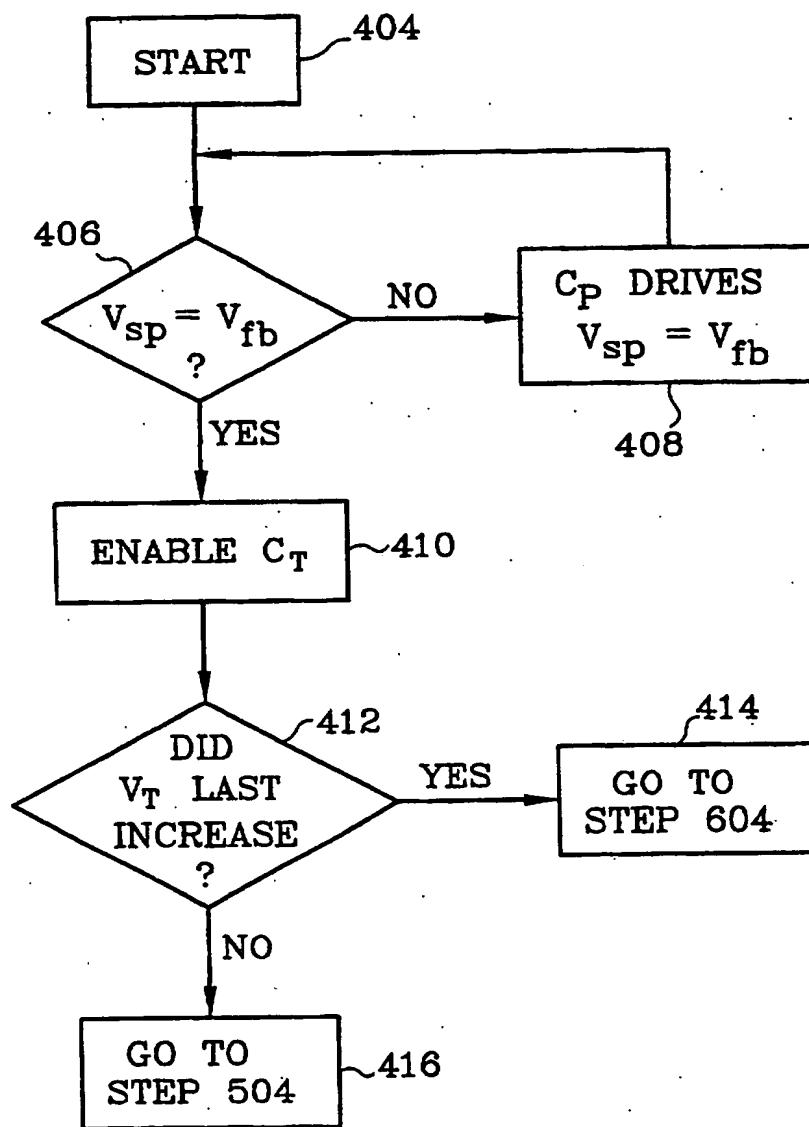 404
START
406
V_sp = V_fb
?
NO
C_P DRIVES
V_sp = V_fb
408
YES
ENABLE C_T
410
412
DID
V_T LAST
INCREASE
?
YES
414
GO TO
STEP 604
NO
GO TO
STEP 504
416